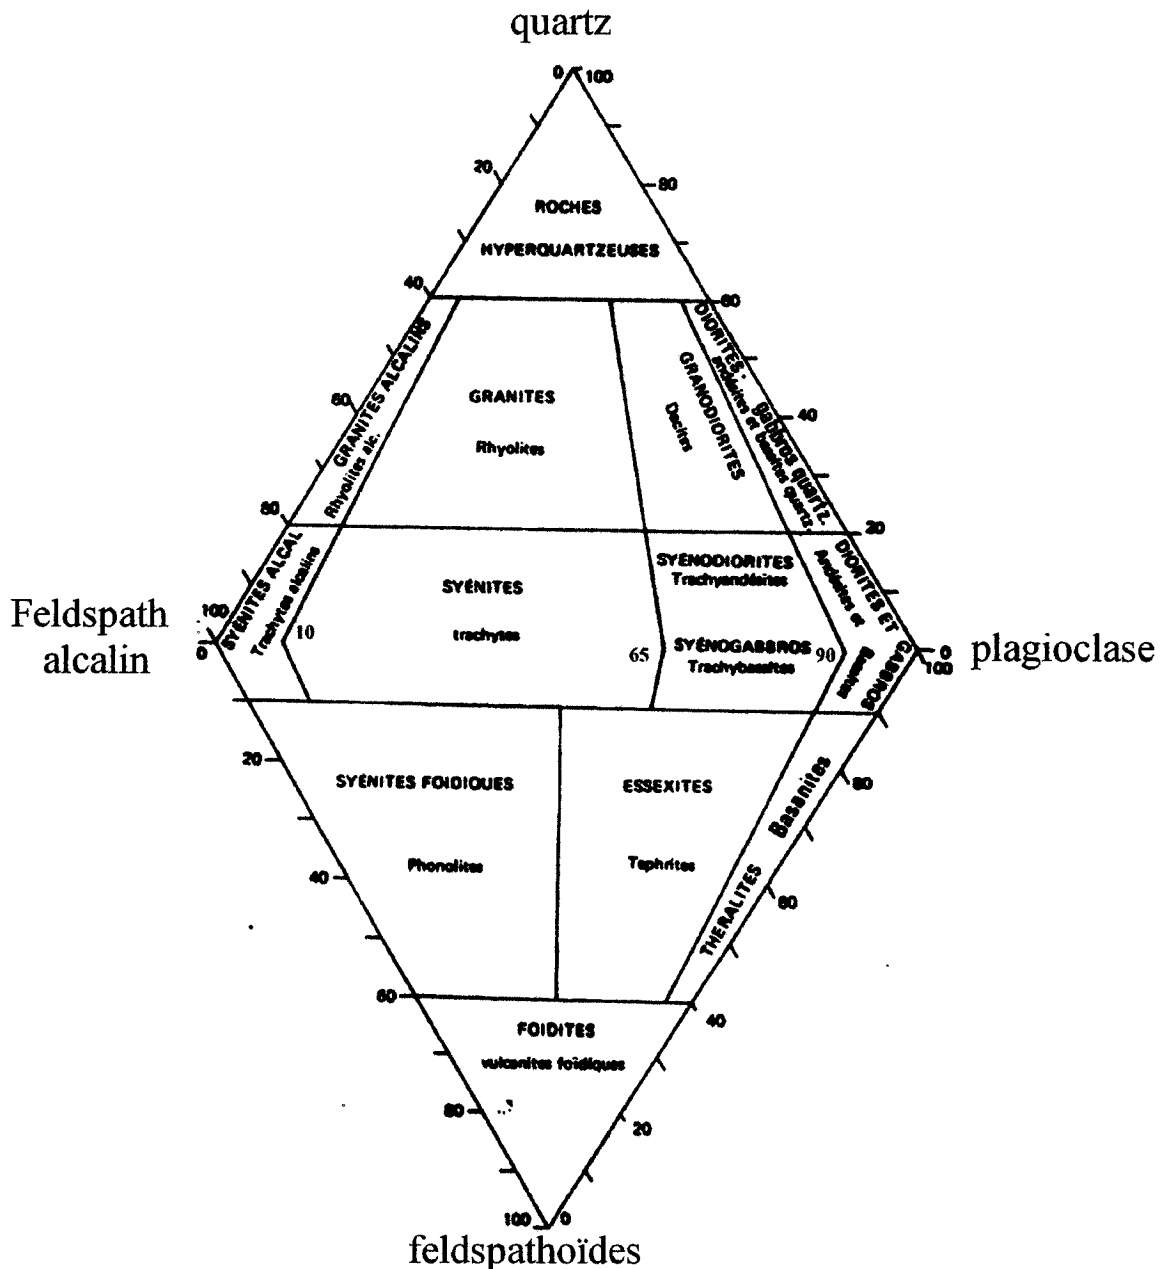 quartz
0 100
20
80
ROCHES
HYPERQUARTZEUSES
40
60
GRANITES ALCALINS
Rhyolites alc.
GRANITES
Rhyolites
GRANODIORITES
Dacites
DIORITES :
gabbros quartz.
andésites et basaltes quartz.
60
40
80
20
SYÉNITES ALCAL
Trachytes alcalins
SYÉNITES
trachytes
SYÉNODIORITES
Trachyandésites
SYÉNOGABBROS
Trachybasaltes
DIORITES ET
GABBROS
Andésites et
Basaltes
Feldspath
alcalin
100
0
10
65
90
0
100
plagioclase
20
80
SYÉNITES FOIDIQUES
Phonolites
ESSEXITES
Tephrites
THERALITES Basanites
40
60
60
40
FOIDITES
vulcanites foïdiques
80
20
100 0
feldspathoïdes